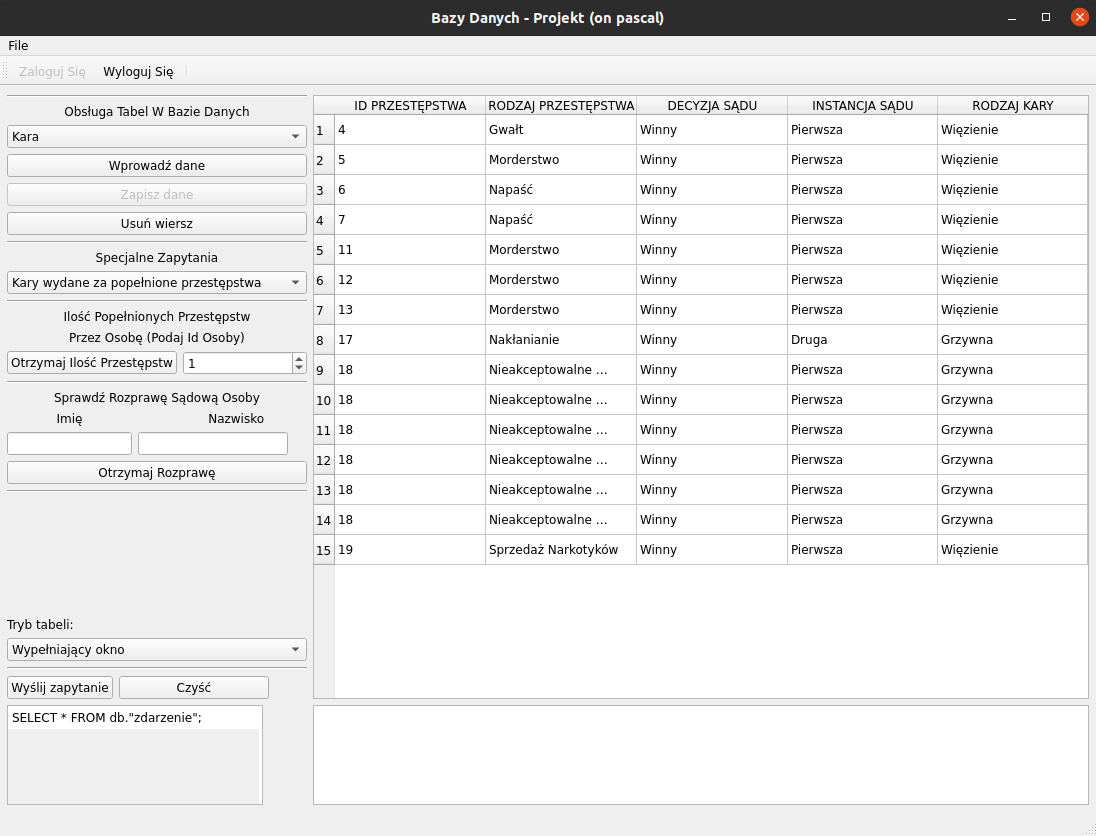 Bazy Danych - Projekt (on pascal)
File
Zaloguj Się Wyloguj Się
Obsługa Tabel W Bazie Danych
Kara
Wprowadź dane
Zapisz dane
Usuń wiersz
Specjalne Zapytania
Kary wydane za popełnione przestępstwa
Ilość Popełnionych Przestępstw
Przez Osobę (Podaj Id Osoby)
Otrzymaj Ilość Przestępstw 1
Sprawdź Rozprawę Sądową Osoby
Imię Nazwisko
Otrzymaj Rozprawę
Tryb tabeli:
Wypełniający okno
Wyślij zapytanie Czyść
SELECT * FROM db."zdarzenie";
ID PRZESTĘPSTWA RODZAJ PRZESTĘPSTWA DECYZJA SĄDU INSTANCJA SĄDU RODZAJ KARY
1 4 Gwałt Winny Pierwsza Więzienie
2 5 Morderstwo Winny Pierwsza Więzienie
3 6 Napaść Winny Pierwsza Więzienie
4 7 Napaść Winny Pierwsza Więzienie
5 11 Morderstwo Winny Pierwsza Więzienie
6 12 Morderstwo Winny Pierwsza Więzienie
7 13 Morderstwo Winny Pierwsza Więzienie
8 17 Nakłanianie Winny Druga Grzywna
9 18 Nieakceptowalne ... Winny Pierwsza Grzywna
10 18 Nieakceptowalne ... Winny Pierwsza Grzywna
11 18 Nieakceptowalne ... Winny Pierwsza Grzywna
12 18 Nieakceptowalne ... Winny Pierwsza Grzywna
13 18 Nieakceptowalne ... Winny Pierwsza Grzywna
14 18 Nieakceptowalne ... Winny Pierwsza Grzywna
15 19 Sprzedaż Narkotyków Winny Pierwsza Więzienie